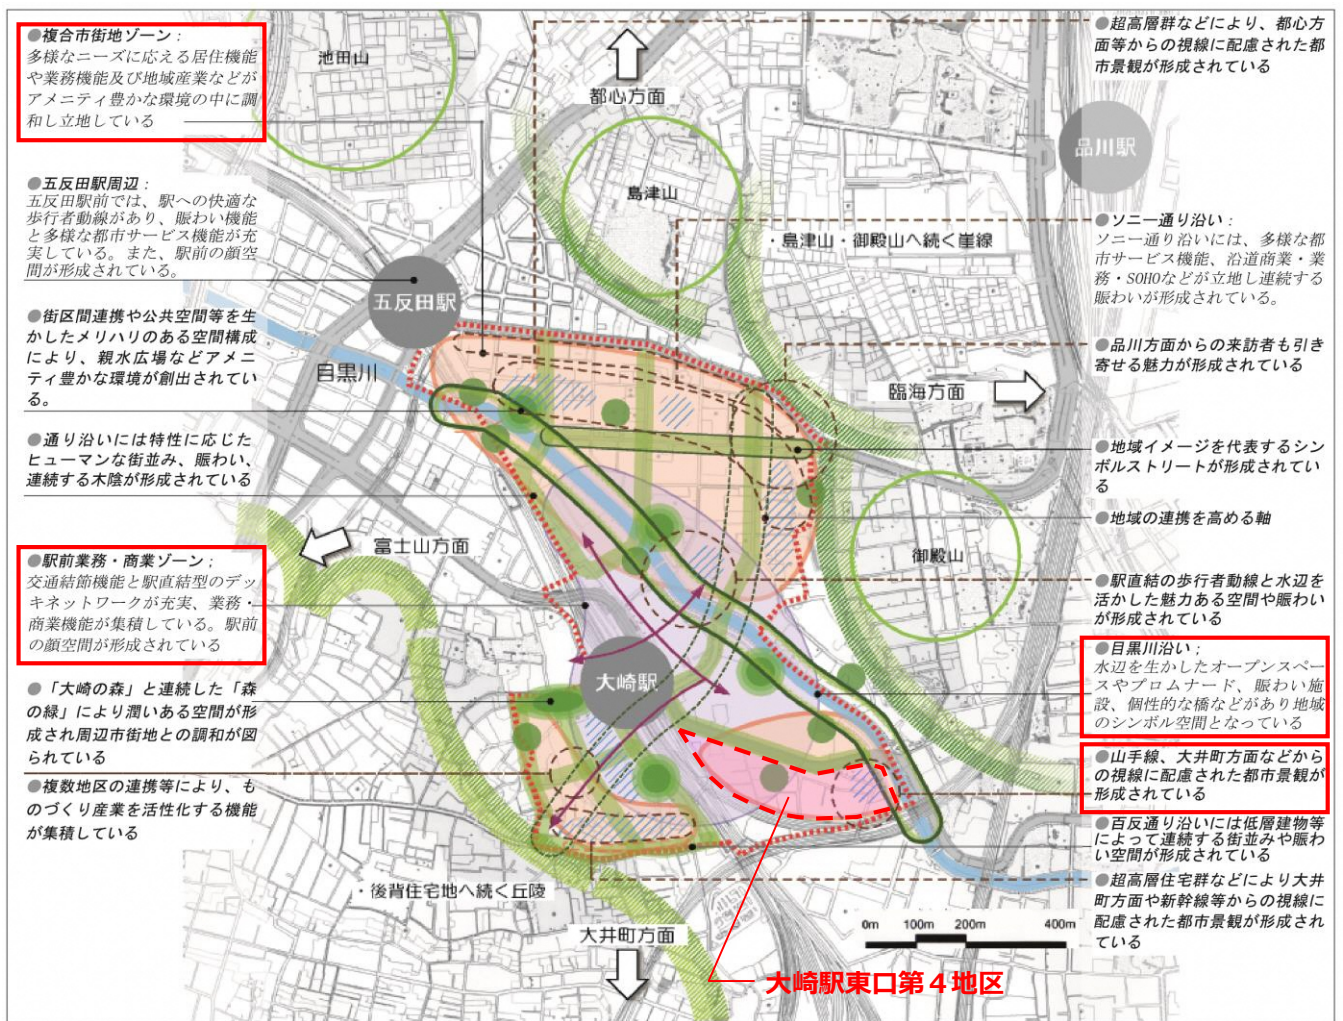 ●複合市街地ゾーン：
多様なニーズに応える居住機能
や業務機能及び地域産業などが
アメニティ豊かな環境の中に調
和し立地している
●五反田駅周辺：
五反田駅前では、駅への快適な
歩行者動線があり、賑わい機能
と多様な都市サービス機能が充
実している。また、駅前の顔空
間が形成されている。
●街区間連携や公共空間等を生
かしたメリハリのある空間構成
により、親水広場などアメニ
ティ豊かな環境が創出されてい
る。
●通り沿いには特性に応じた
ヒューマンな街並み、賑わい、
連続する木陰が形成されている
●駅前業務・商業ゾーン：
交通結節機能と駅直結型のデッ
キネットワークが充実、業務・
商業機能が集積している。駅前
の顔空間が形成されている
●「大崎の森」と連続した「森
の緑」により潤いある空間が形
成され周辺市街地との調和が図
られている
●複数地区の連携等により、も
のづくり産業を活性化する機能
が集積している
池田山
都心方面
島津山
品川駅
・島津山・御殿山へ続く崖線
五反田駅
目黒川
臨海方面
富士山方面
御殿山
大崎駅
・後背住宅地へ続く丘陵
大井町方面
大崎駅東口第４地区
0m 100m 200m 400m
●超高層群などにより、都心方
面等からの視線に配慮された都
市景観が形成されている
●ソニー通り沿い：
ソニー通り沿いには、多様な都
市サービス機能、沿道商業・業
務・SOHOなどが立地し連続する
賑わいが形成されている。
●品川方面からの来訪者も引き
寄せる魅力が形成されている
●地域イメージを代表するシン
ボルストリートが形成されてい
る
●地域の連携を高める軸
●駅直結の歩行者動線と水辺を
活かした魅力ある空間や賑わい
が形成されている
●目黒川沿い；
水辺を生かしたオープンスペー
スやプロムナード、賑わい施
設、個性的な橋などがあり地域
のシンボル空間となっている
●山手線、大井町方面などから
の視線に配慮された都市景観が
形成されている
●百反通り沿いには低層建物等
によって連続する街並みや賑わ
い空間が形成されている
●超高層住宅群などにより大井
町方面や新幹線等からの視線に
配慮された都市景観が形成され
ている